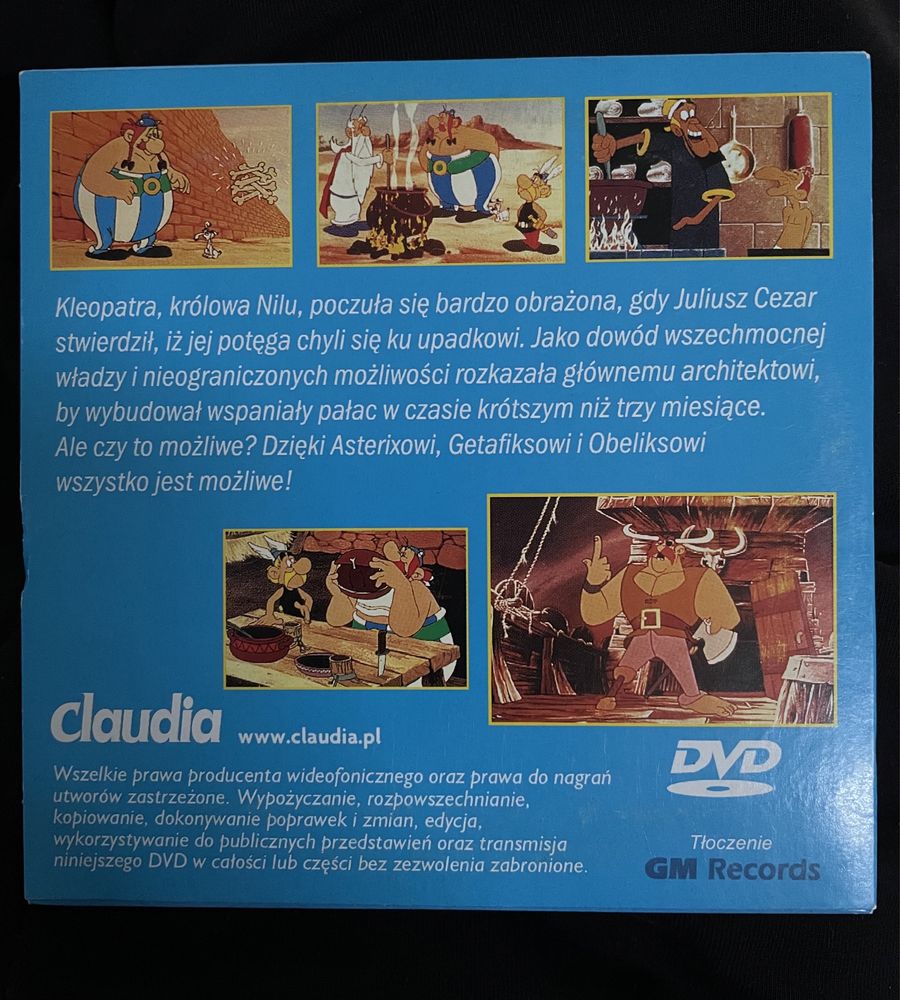 Kleopatra, królowa Nilu, poczuła się bardzo obrażona, gdy Juliusz Cezar
stwierdził, iż jej potęga chyli się ku upadkowi. Jako dowód wszechmocnej
władzy i nieograniczonych możliwości rozkazała głównemu architektowi,
by wybudował wspaniały pałac w czasie krótszym niż trzy miesiące.
Ale czy to możliwe? Dzięki Asterixowi, Getafiksowi i Obeliksowi
wszystko jest możliwe!
Claudia www.claudia.pl
Wszelkie prawa producenta wideofonicznego oraz prawa do nagrań
utworów zastrzeżone. Wypożyczanie, rozpowszechnianie,
kopiowanie, dokonywanie poprawek i zmian, edycja,
wykorzystywanie do publicznych przedstawień oraz transmisja
niniejszego DVD w całości lub części bez zezwolenia zabronione.
DVD
Tłoczenie
GM Records